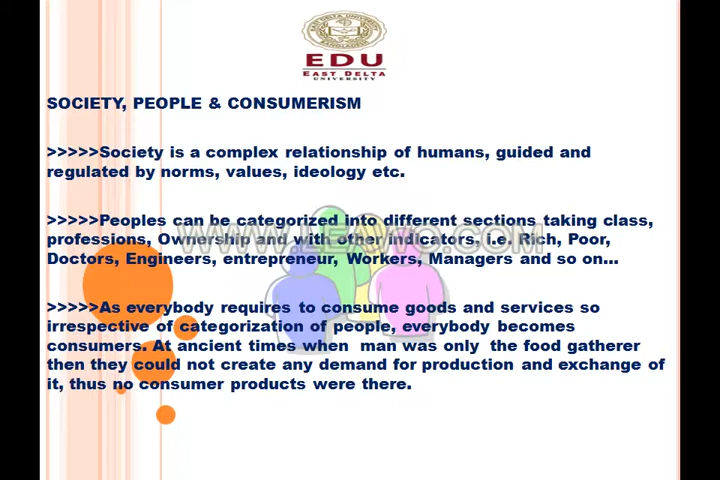 EAST DELTA UNIVERSITY
BANGLADESH
EDU
EAST DELTA
UNIVERSITY
SOCIETY, PEOPLE & CONSUMERISM
>>>>>Society is a complex relationship of humans, guided and
regulated by norms, values, ideology etc.
>>>>>Peoples can be categorized into different sections taking class,
professions, Ownership and with other indicators, i.e. Rich, Poor,
Doctors, Engineers, entrepreneur, Workers, Managers and so on...
>>>>>As everybody requires to consume goods and services so
irrespective of categorization of people, everybody becomes
consumers. At ancient times when man was only the food gatherer
then they could not create any demand for production and exchange of
it, thus no consumer products were there.